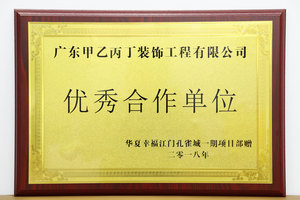 广东甲乙丙丁装饰工程有限公司
优秀合作单位
华夏幸福江门孔雀城一期项目部赠
二零一八年